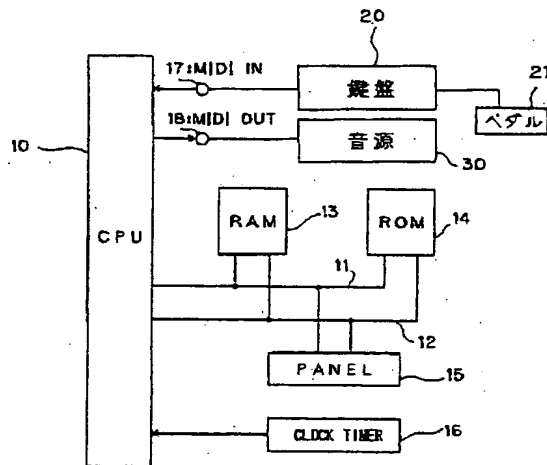 20
17:MIDI IN
鍵盤
21
ペダル
18:MIDI OUT
音源
30
10
CPU
RAM
13
ROM
14
11
12
PANEL
15
CLOCK TIMER
16